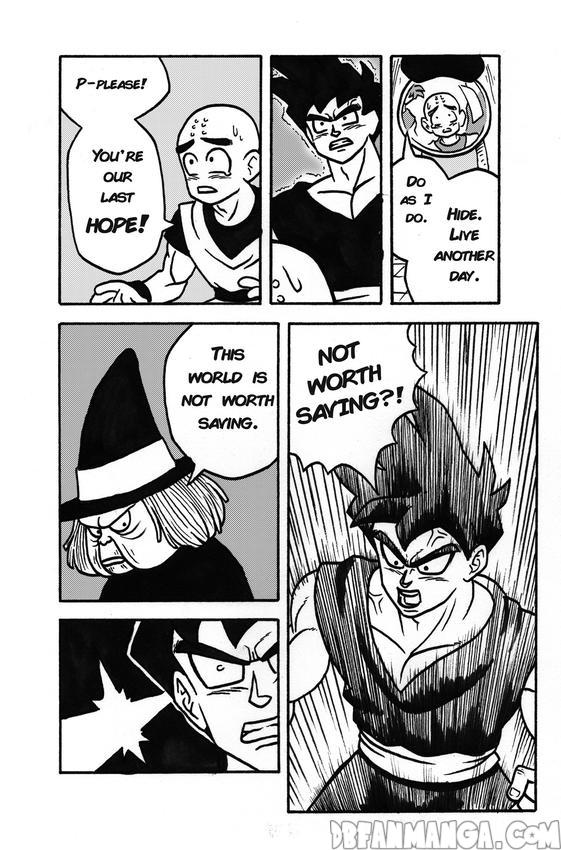 P-PLEASE!
YOU'RE
OUR
LAST
HOPE!
DO
AS I
DO.
HIDE.
LIVE
ANOTHER
DAY.
THIS
WORLD IS
NOT WORTH
SAVING.
NOT
WORTH
SAVING?!
DBFANMANGA.COM